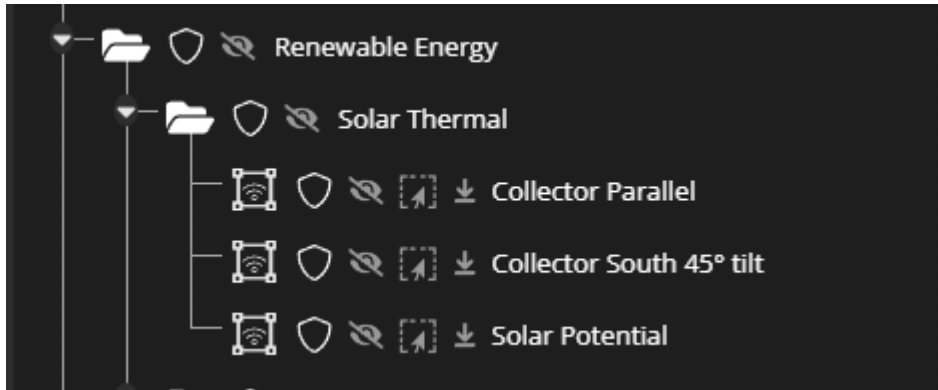 Renewable Energy
Solar Thermal
Collector Parallel
Collector South 45° tilt
Solar Potential